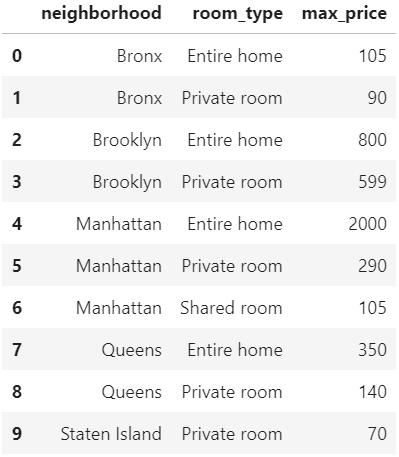 neighborhood room_type max_price
0 Bronx Entire home 105
1 Bronx Private room 90
2 Brooklyn Entire home 800
3 Brooklyn Private room 599
4 Manhattan Entire home 2000
5 Manhattan Private room 290
6 Manhattan Shared room 105
7 Queens Entire home 350
8 Queens Private room 140
9 Staten Island Private room 70